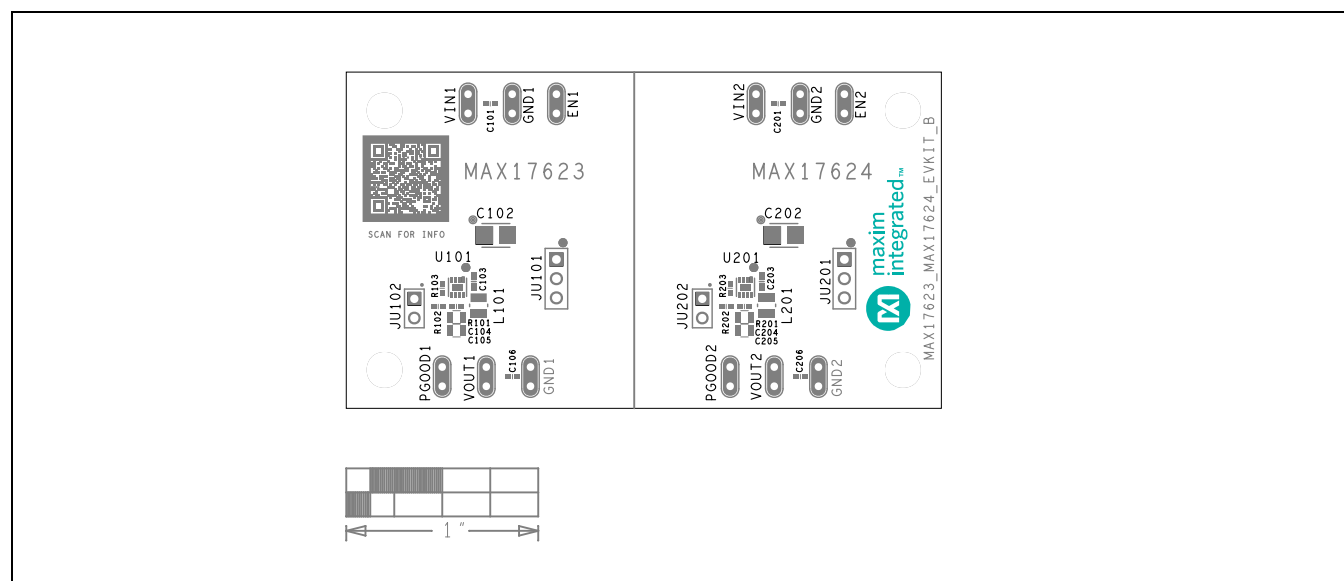 VIN1
C101
GND1
EN1
VIN2
C201
GND2
EN2
MAX17623
MAX17624
SCAN FOR INFO
C102
C202
maxim
integrated™
MAX17623_MAX17624_EVKIT_B
U101
U201
JU101
JU201
R103
C103
R203
C203
JU102
L101
JU202
L201
R102
R101
C104
C105
R202
R201
C204
C205
PGOOD1
VOUT1
C106
GND1
PGOOD2
VOUT2
C206
GND2
1"